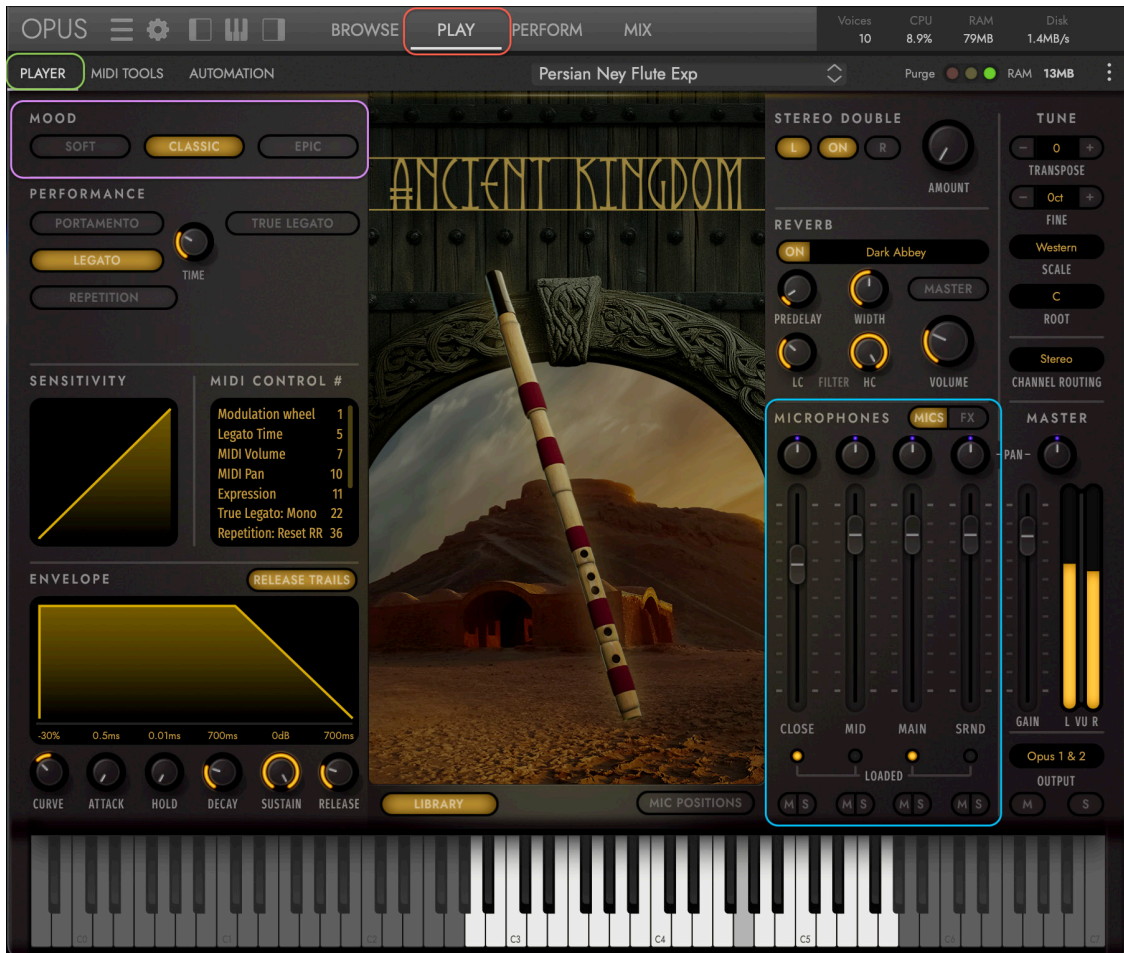 OPUS BROWSE PLAY PERFORM MIX
Voices CPU RAM Disk
10 8.9% 79MB 1.4MB/s
PLAYER MIDI TOOLS AUTOMATION Persian Ney Flute Exp Purge RAM 13MB
MOOD
SOFT CLASSIC EPIC
PERFORMANCE
PORTAMENTO TRUE LEGATO
LEGATO
TIME
REPETITION
SENSITIVITY
MIDI CONTROL #
Modulation wheel 1
Legato Time 5
MIDI Volume 7
MIDI Pan 10
Expression 11
True Legato: Mono 22
Repetition: Reset RR 36
ENVELOPE RELEASE TRAILS
-30% 0.5ms 0.01ms 700ms 0dB 700ms
CURVE ATTACK HOLD DECAY SUSTAIN RELEASE
ANCIENT KINGDOM
LIBRARY MIC POSITIONS
STEREO DOUBLE
L ON R
AMOUNT
REVERB
ON Dark Abbey
MASTER
PREDELAY WIDTH
LC FILTER HC VOLUME
MICROPHONES MICS FX
CLOSE MID MAIN SRND
LOADED
M S M S M S M S
TUNE
- 0 +
TRANSPOSE
- 0ct +
FINE
Western
SCALE
C
ROOT
Stereo
CHANNEL ROUTING
MASTER
-PAN-
GAIN L VU R
Opus 1 & 2
OUTPUT
M S
C0 C1 C2 C3 C4 C5 C6 C7